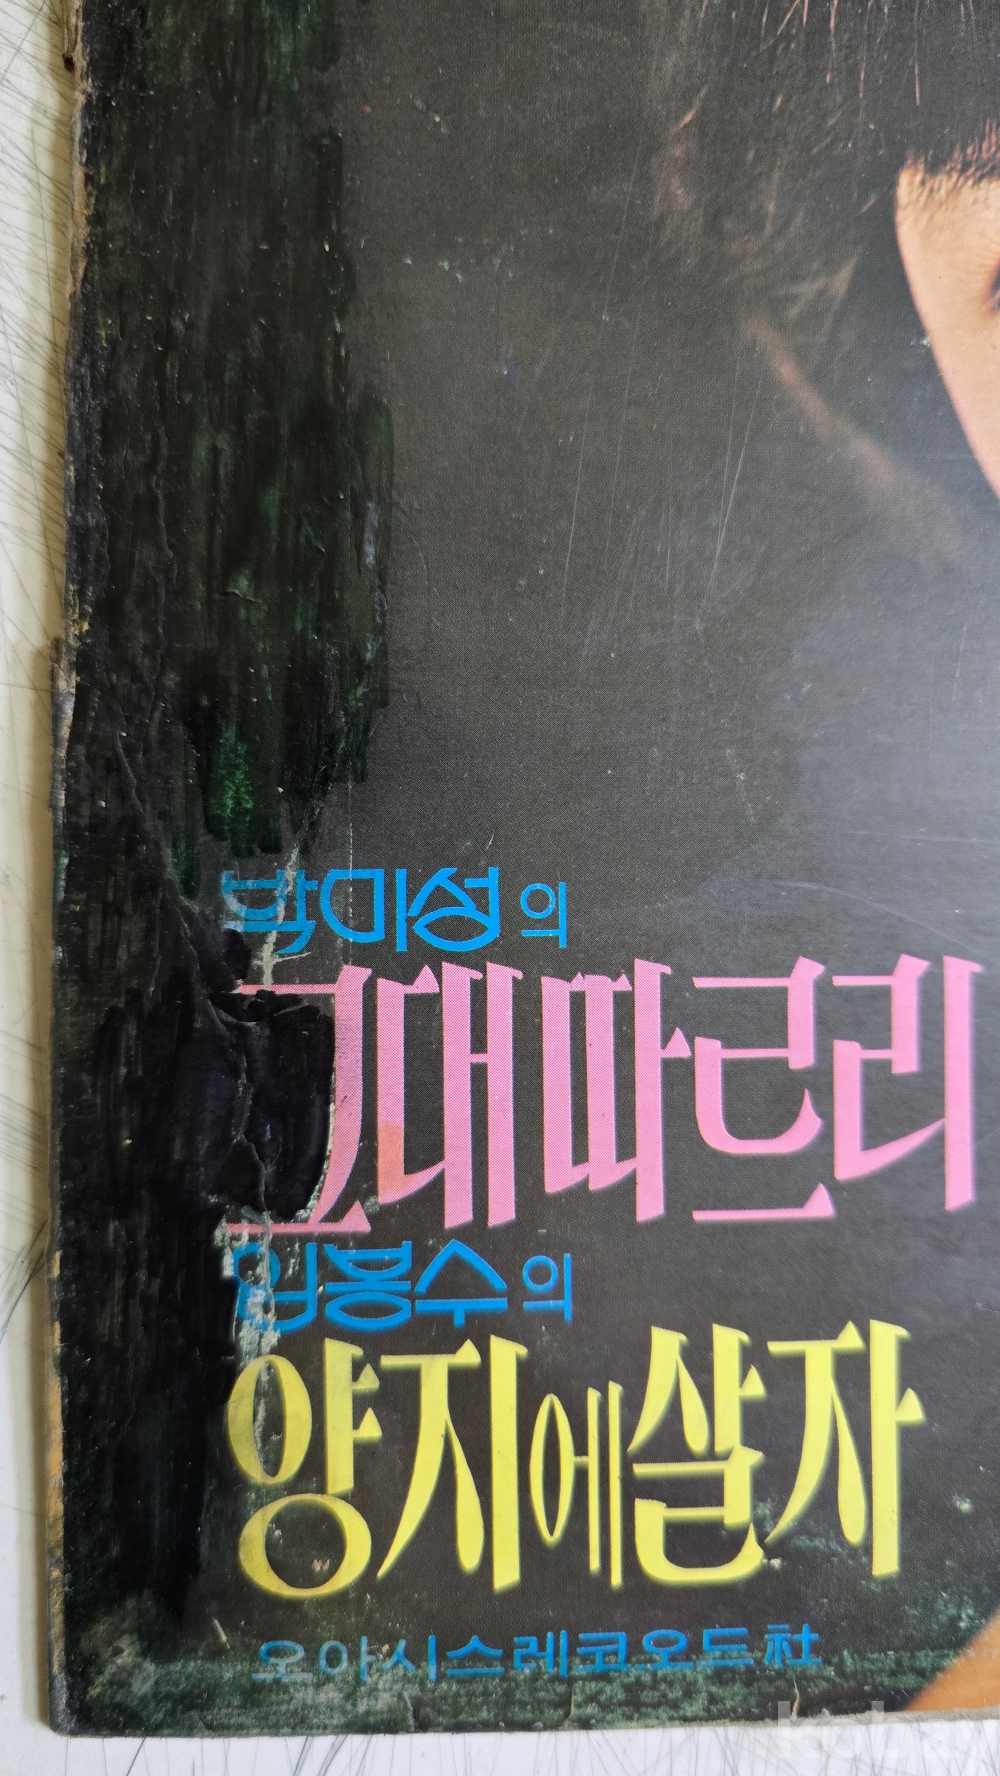 박미성의
그대따르리
임봉수의
양지에살자
오아시스레코오드社
kobay